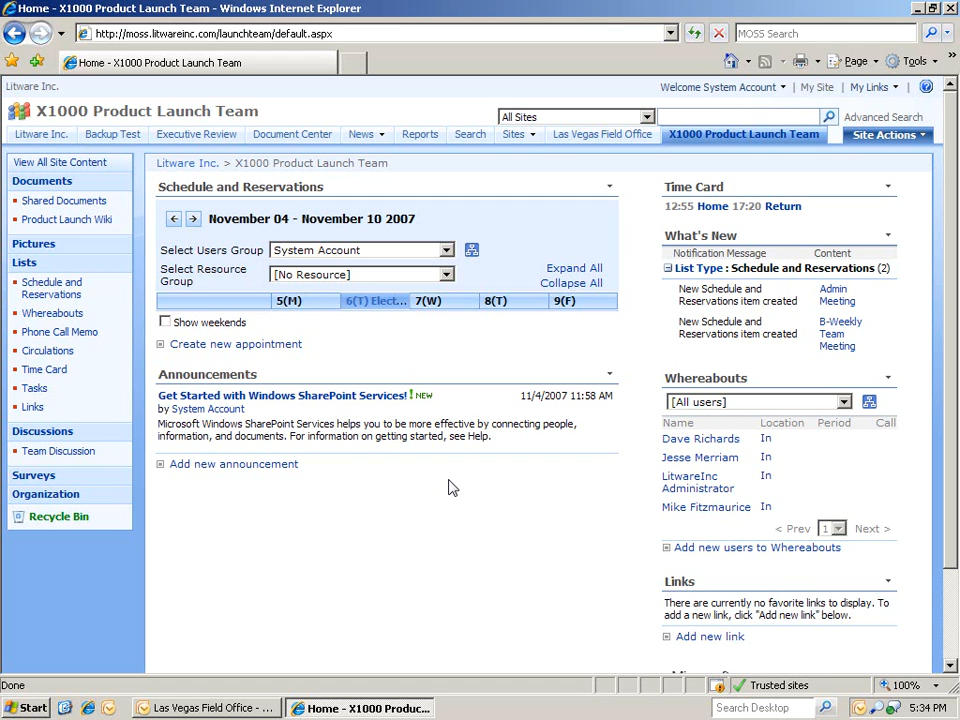 Home - X1000 Product Launch Team - Windows Internet Explorer
http://moss.litwareinc.com/launchteam/default.aspx
MOSS Search
Home - X1000 Product Launch Team
Page
Tools
Litware Inc.
Welcome System Account
My Site
My Links
X1000 Product Launch Team
All Sites
Advanced Search
Litware Inc. Backup Test Executive Review Document Center News Reports Search Sites Las Vegas Field Office X1000 Product Launch Team Site Actions
View All Site Content
Documents
Shared Documents
Product Launch Wiki
Pictures
Lists
Schedule and
Reservations
Whereabouts
Phone Call Memo
Circulations
Time Card
Tasks
Links
Discussions
Team Discussion
Surveys
Organization
Recycle Bin
Litware Inc. > X1000 Product Launch Team
Schedule and Reservations
November 04 - November 10 2007
Select Users Group System Account
Select Resource
Group
[No Resource]
Expand All
Collapse All
5(M) 6(T) Elect... 7(W) 8(T) 9(F)
Show weekends
Create new appointment
Announcements
Get Started with Windows SharePoint Services! ! NEW 11/4/2007 11:58 AM
by System Account
Microsoft Windows SharePoint Services helps you to be more effective by connecting people,
information, and documents. For information on getting started, see Help.
Add new announcement
Time Card
12:55 Home 17:20 Return
What's New
Notification Message Content
List Type : Schedule and Reservations (2)
New Schedule and
Reservations item created
Admin
Meeting
New Schedule and
Reservations item created
B-Weekly
Team
Meeting
Whereabouts
[All users]
Name Location Period Call
Dave Richards In
Jesse Merriam In
LitwareInc
Administrator
In
Mike Fitzmaurice In
< Prev 1 Next >
Add new users to Whereabouts
Links
There are currently no favorite links to display. To
add a new link, click "Add new link" below.
Add new link
Done
Trusted sites
100%
Start
Las Vegas Field Office - ...
Home - X1000 Produc...
Search Desktop
5:34 PM